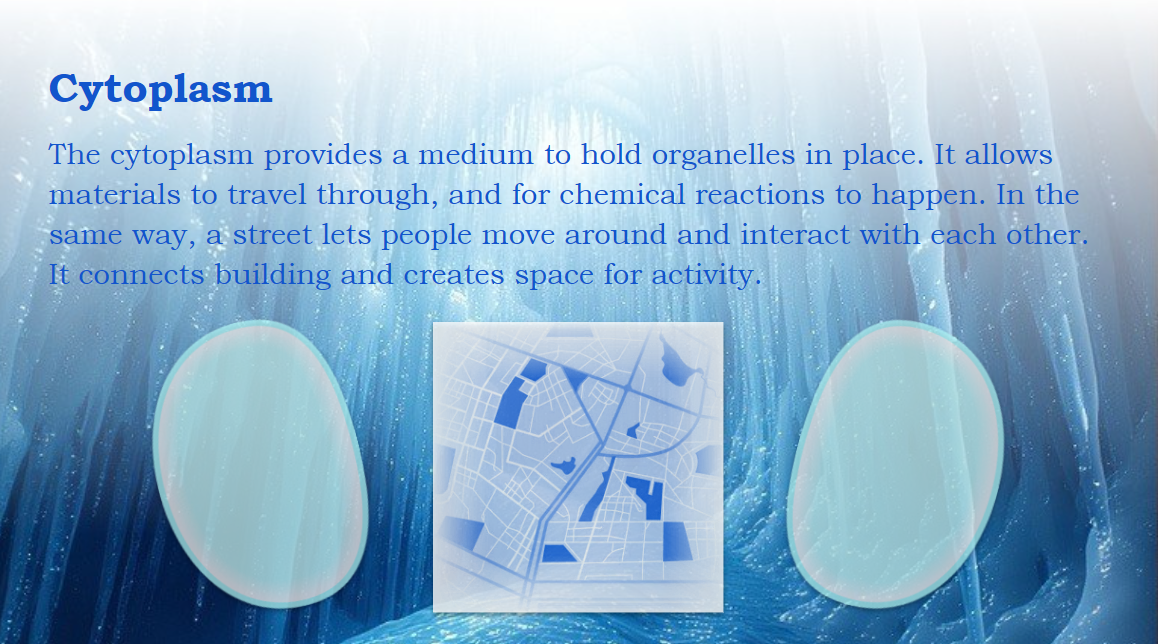 Cytoplasm
The cytoplasm provides a medium to hold organelles in place. It allows
materials to travel through, and for chemical reactions to happen. In the
same way, a street lets people move around and interact with each other.
It connects building and creates space for activity.